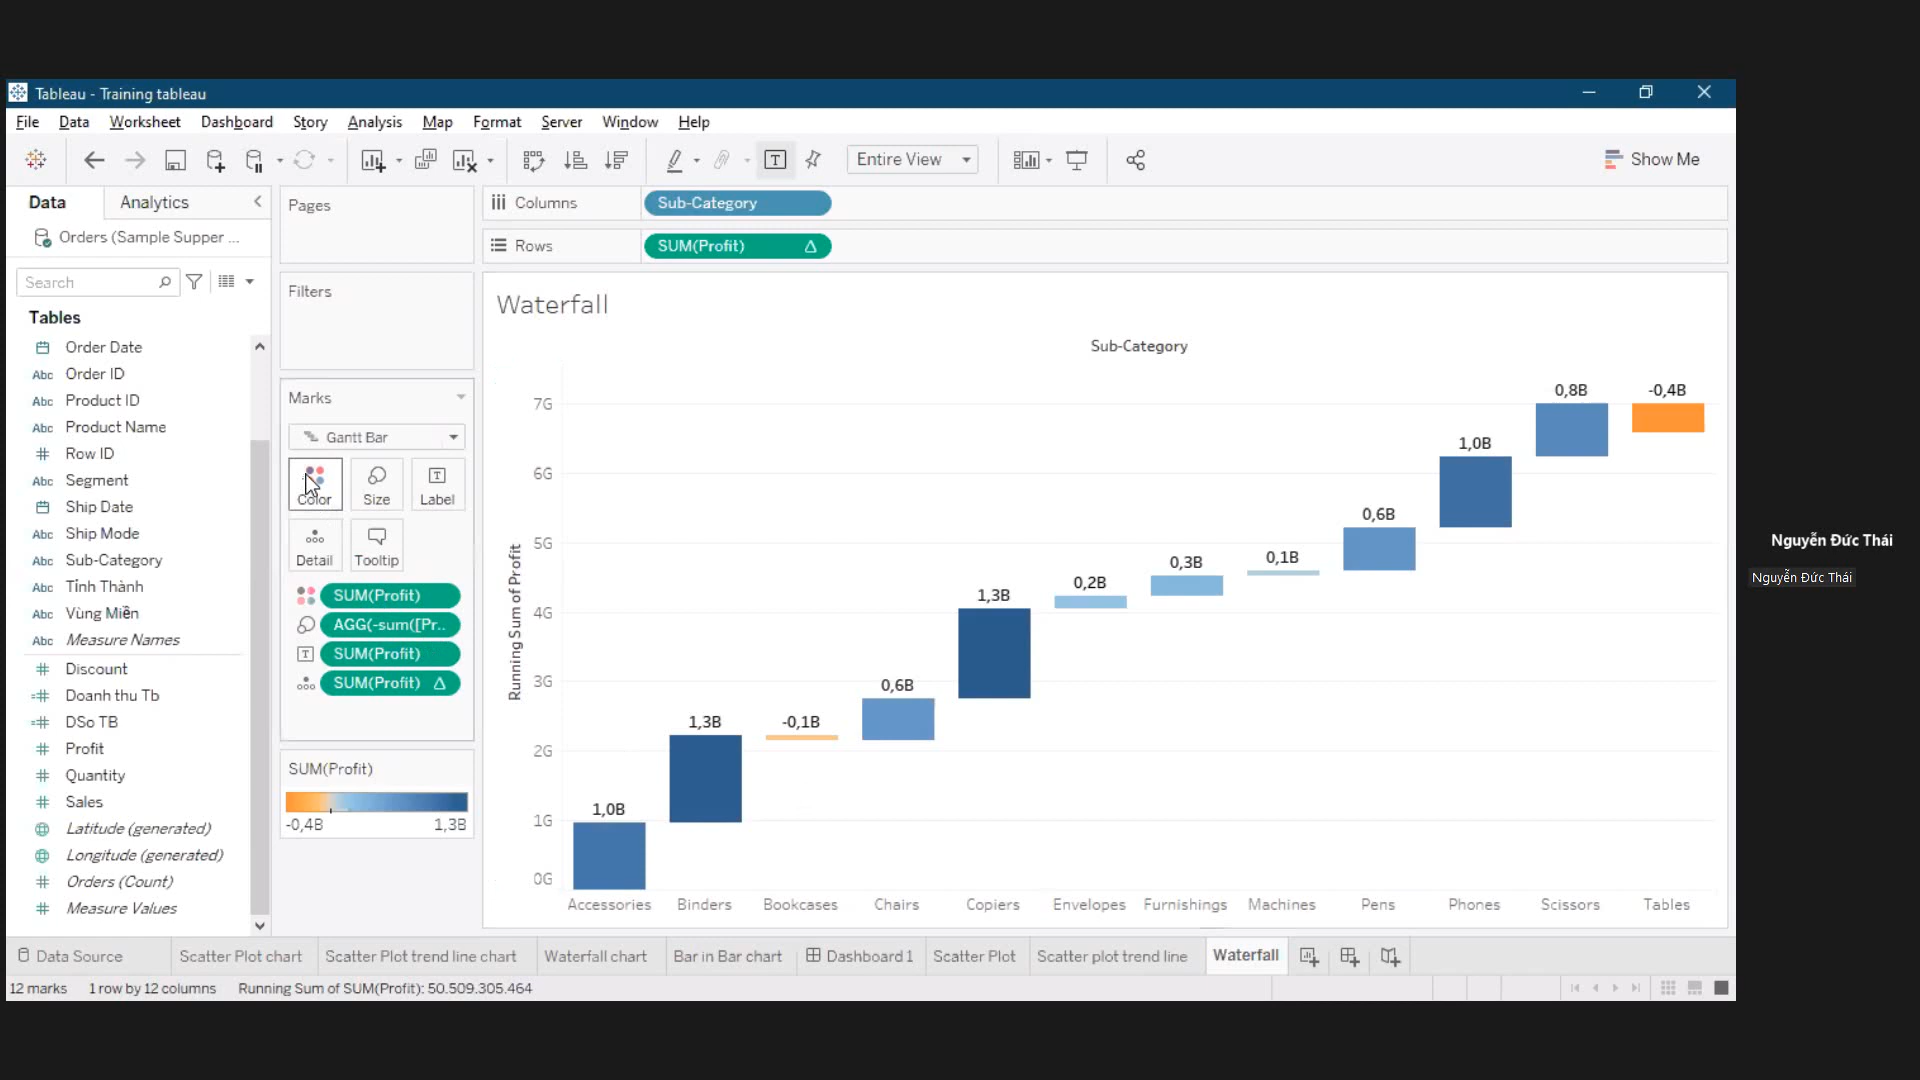 Tableau - Training tableau
File Data Worksheet Dashboard Story Analysis Map Format Server Window Help
Entire View
Show Me
Data
Analytics
Orders (Sample Supper ...
Search
Tables
Order Date
Order ID
Product ID
Product Name
Row ID
Segment
Ship Date
Ship Mode
Sub-Category
Tỉnh Thành
Vùng Miền
Measure Names
Discount
Doanh thu Tb
DSo TB
Profit
Quantity
Sales
Latitude (generated)
Longitude (generated)
Orders (Count)
Measure Values
Pages
Filters
Marks
Gantt Bar
Color Size Label
Detail Tooltip
SUM(Profit)
AGG(-sum([Pr..
SUM(Profit)
SUM(Profit) Δ
SUM(Profit)
-0,4B 1,3B
Columns
Sub-Category
Rows
SUM(Profit) Δ
Waterfall
Sub-Category
Running Sum of Profit
7G
6G
5G
4G
3G
2G
1G
0G
1,0B
1,3B
-0,1B
0,6B
1,3B
0,2B
0,3B
0,1B
0,6B
1,0B
0,8B
-0,4B
Accessories Binders Bookcases Chairs Copiers Envelopes Furnishings Machines Pens Phones Scissors Tables
Data Source Scatter Plot chart Scatter Plot trend line chart Waterfall chart Bar in Bar chart Dashboard 1 Scatter Plot Scatter plot trend line Waterfall
12 marks 1 row by 12 columns Running Sum of SUM(Profit): 50.509.305.464
Nguyễn Đức Thái
Nguyễn Đức Thái